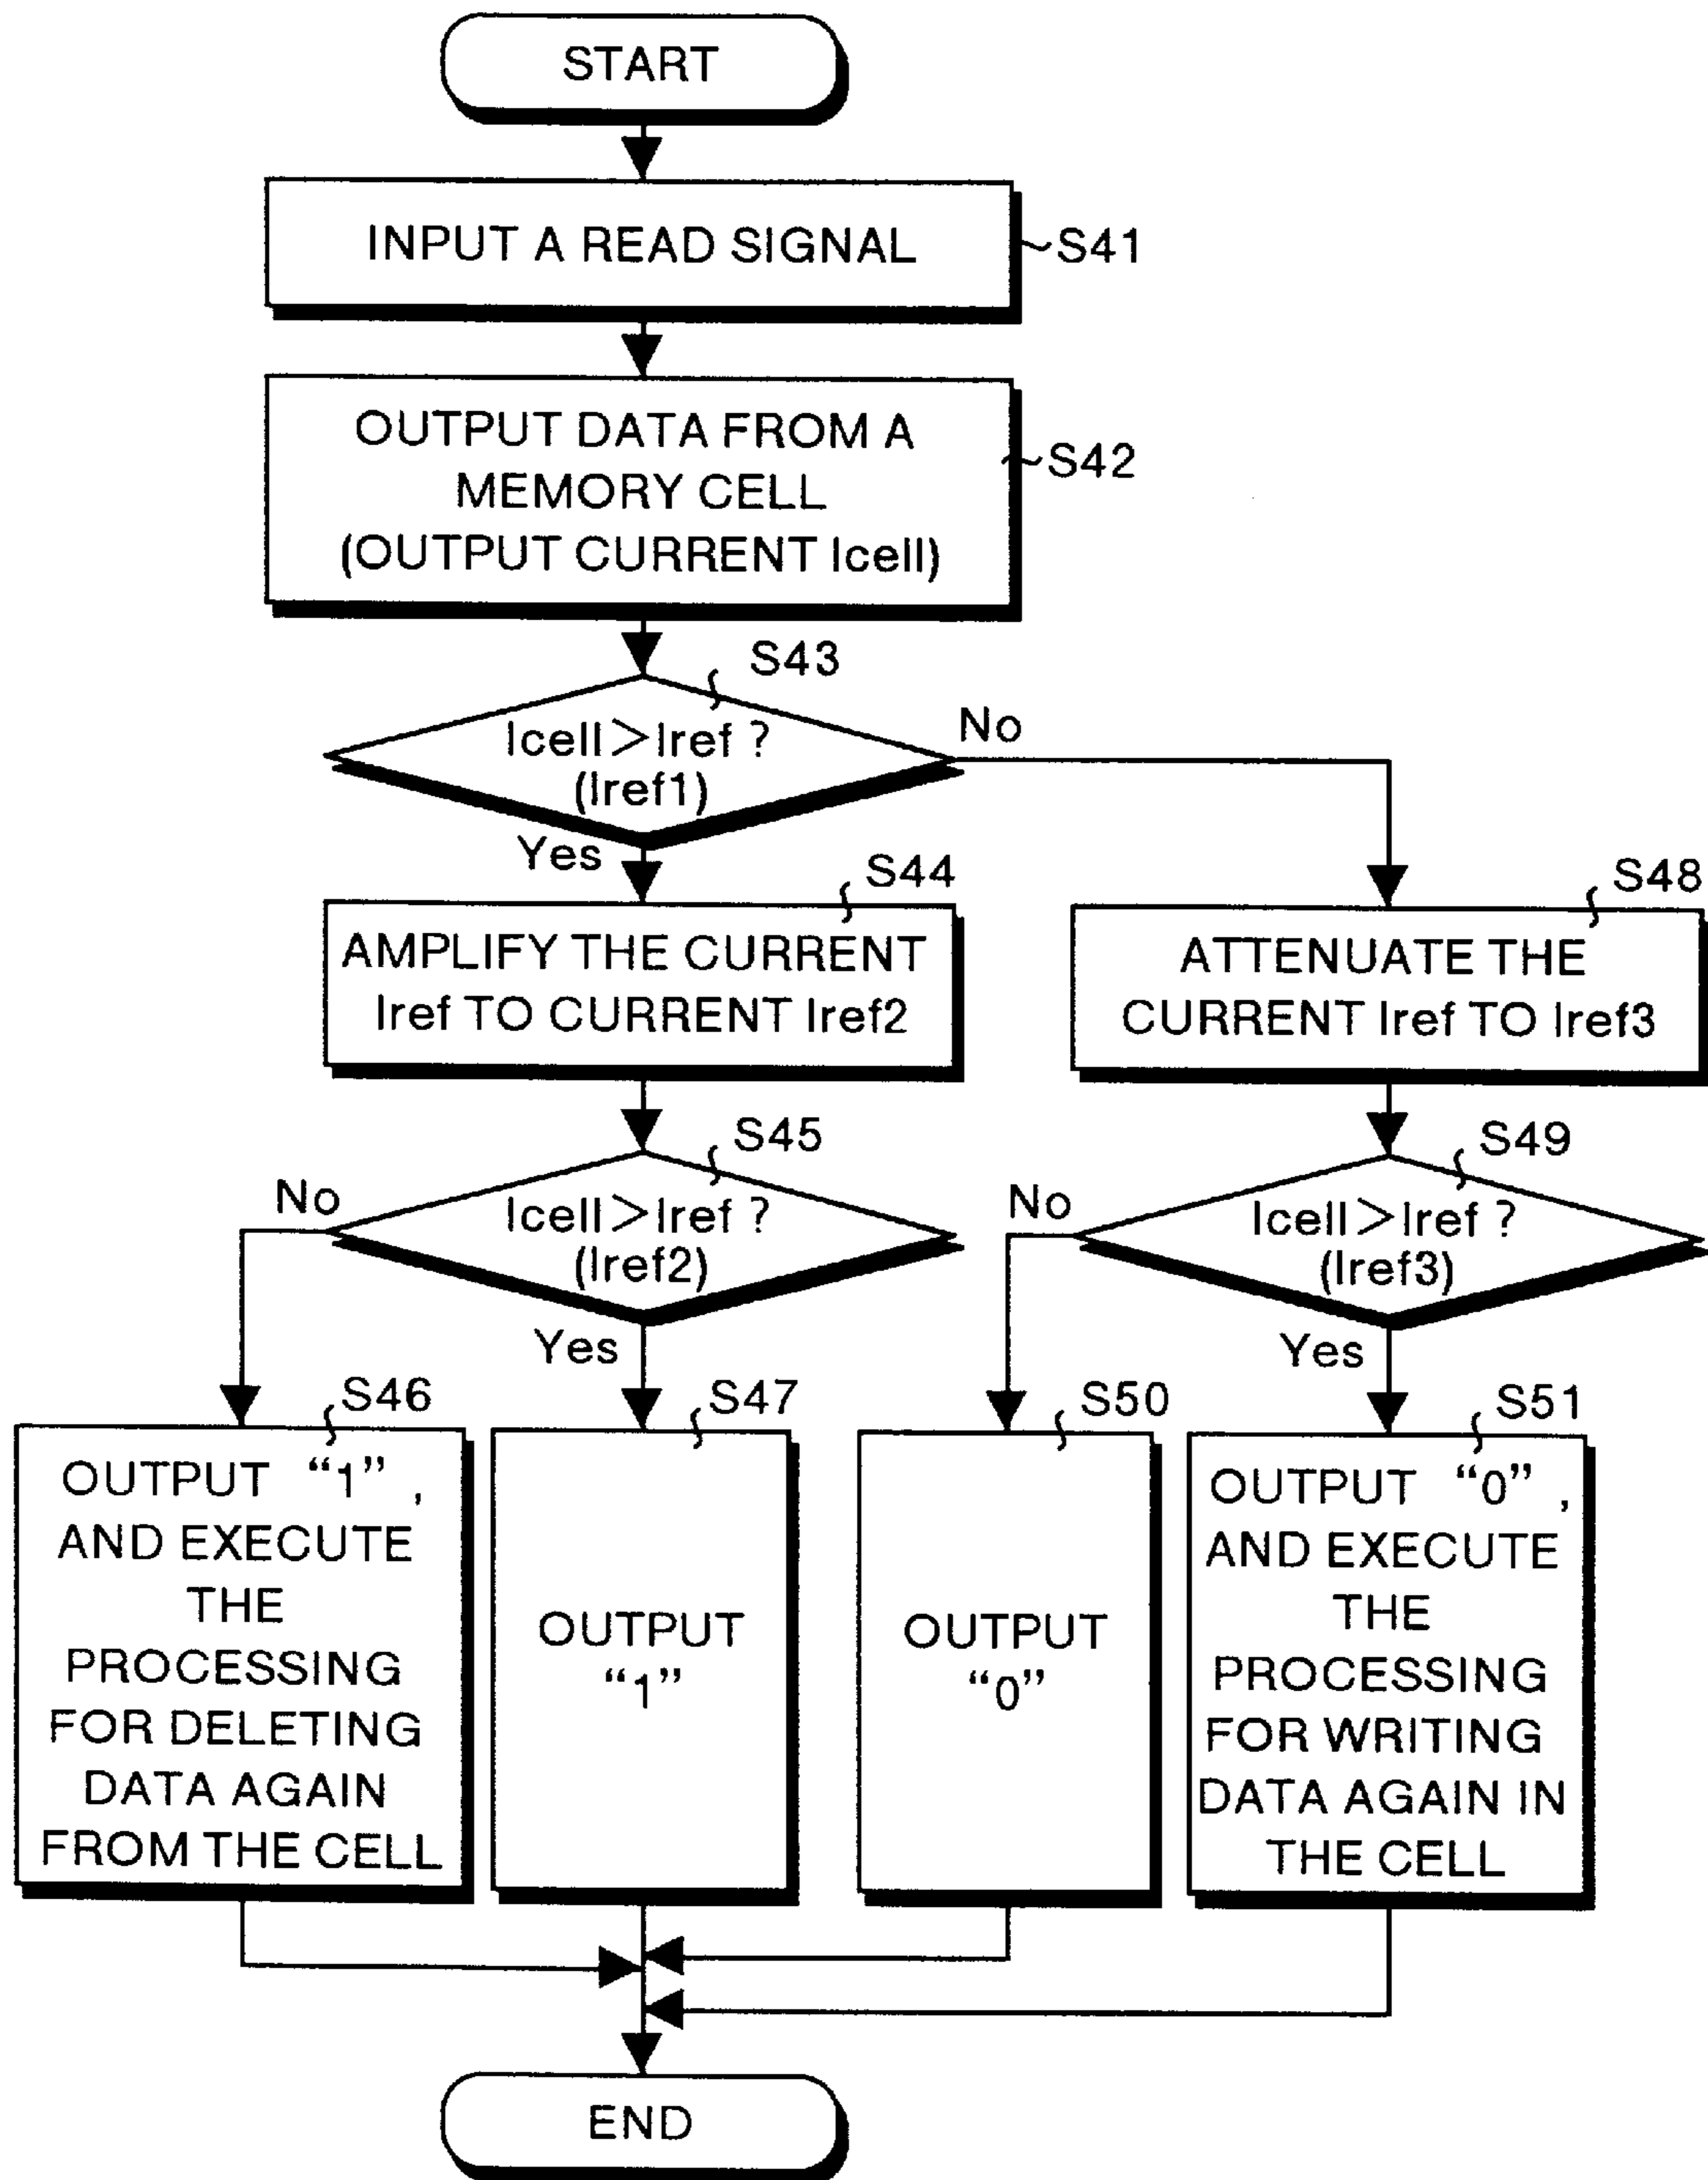 START
INPUT A READ SIGNAL
S41
OUTPUT DATA FROM A
MEMORY CELL
(OUTPUT CURRENT Icell)
S42
S43
Icell>Iref ?
(Iref1)
No
Yes
S44
AMPLIFY THE CURRENT
Iref TO CURRENT Iref2
S48
ATTENUATE THE
CURRENT Iref TO Iref3
S45
Icell>Iref ?
(Iref2)
No
Yes
S49
Icell>Iref ?
(Iref3)
No
Yes
S46
OUTPUT “1”,
AND EXECUTE
THE
PROCESSING
FOR DELETING
DATA AGAIN
FROM THE CELL
S47
OUTPUT
“1”
S50
OUTPUT
“0”
S51
OUTPUT “0”,
AND EXECUTE
THE
PROCESSING
FOR WRITING
DATA AGAIN IN
THE CELL
END